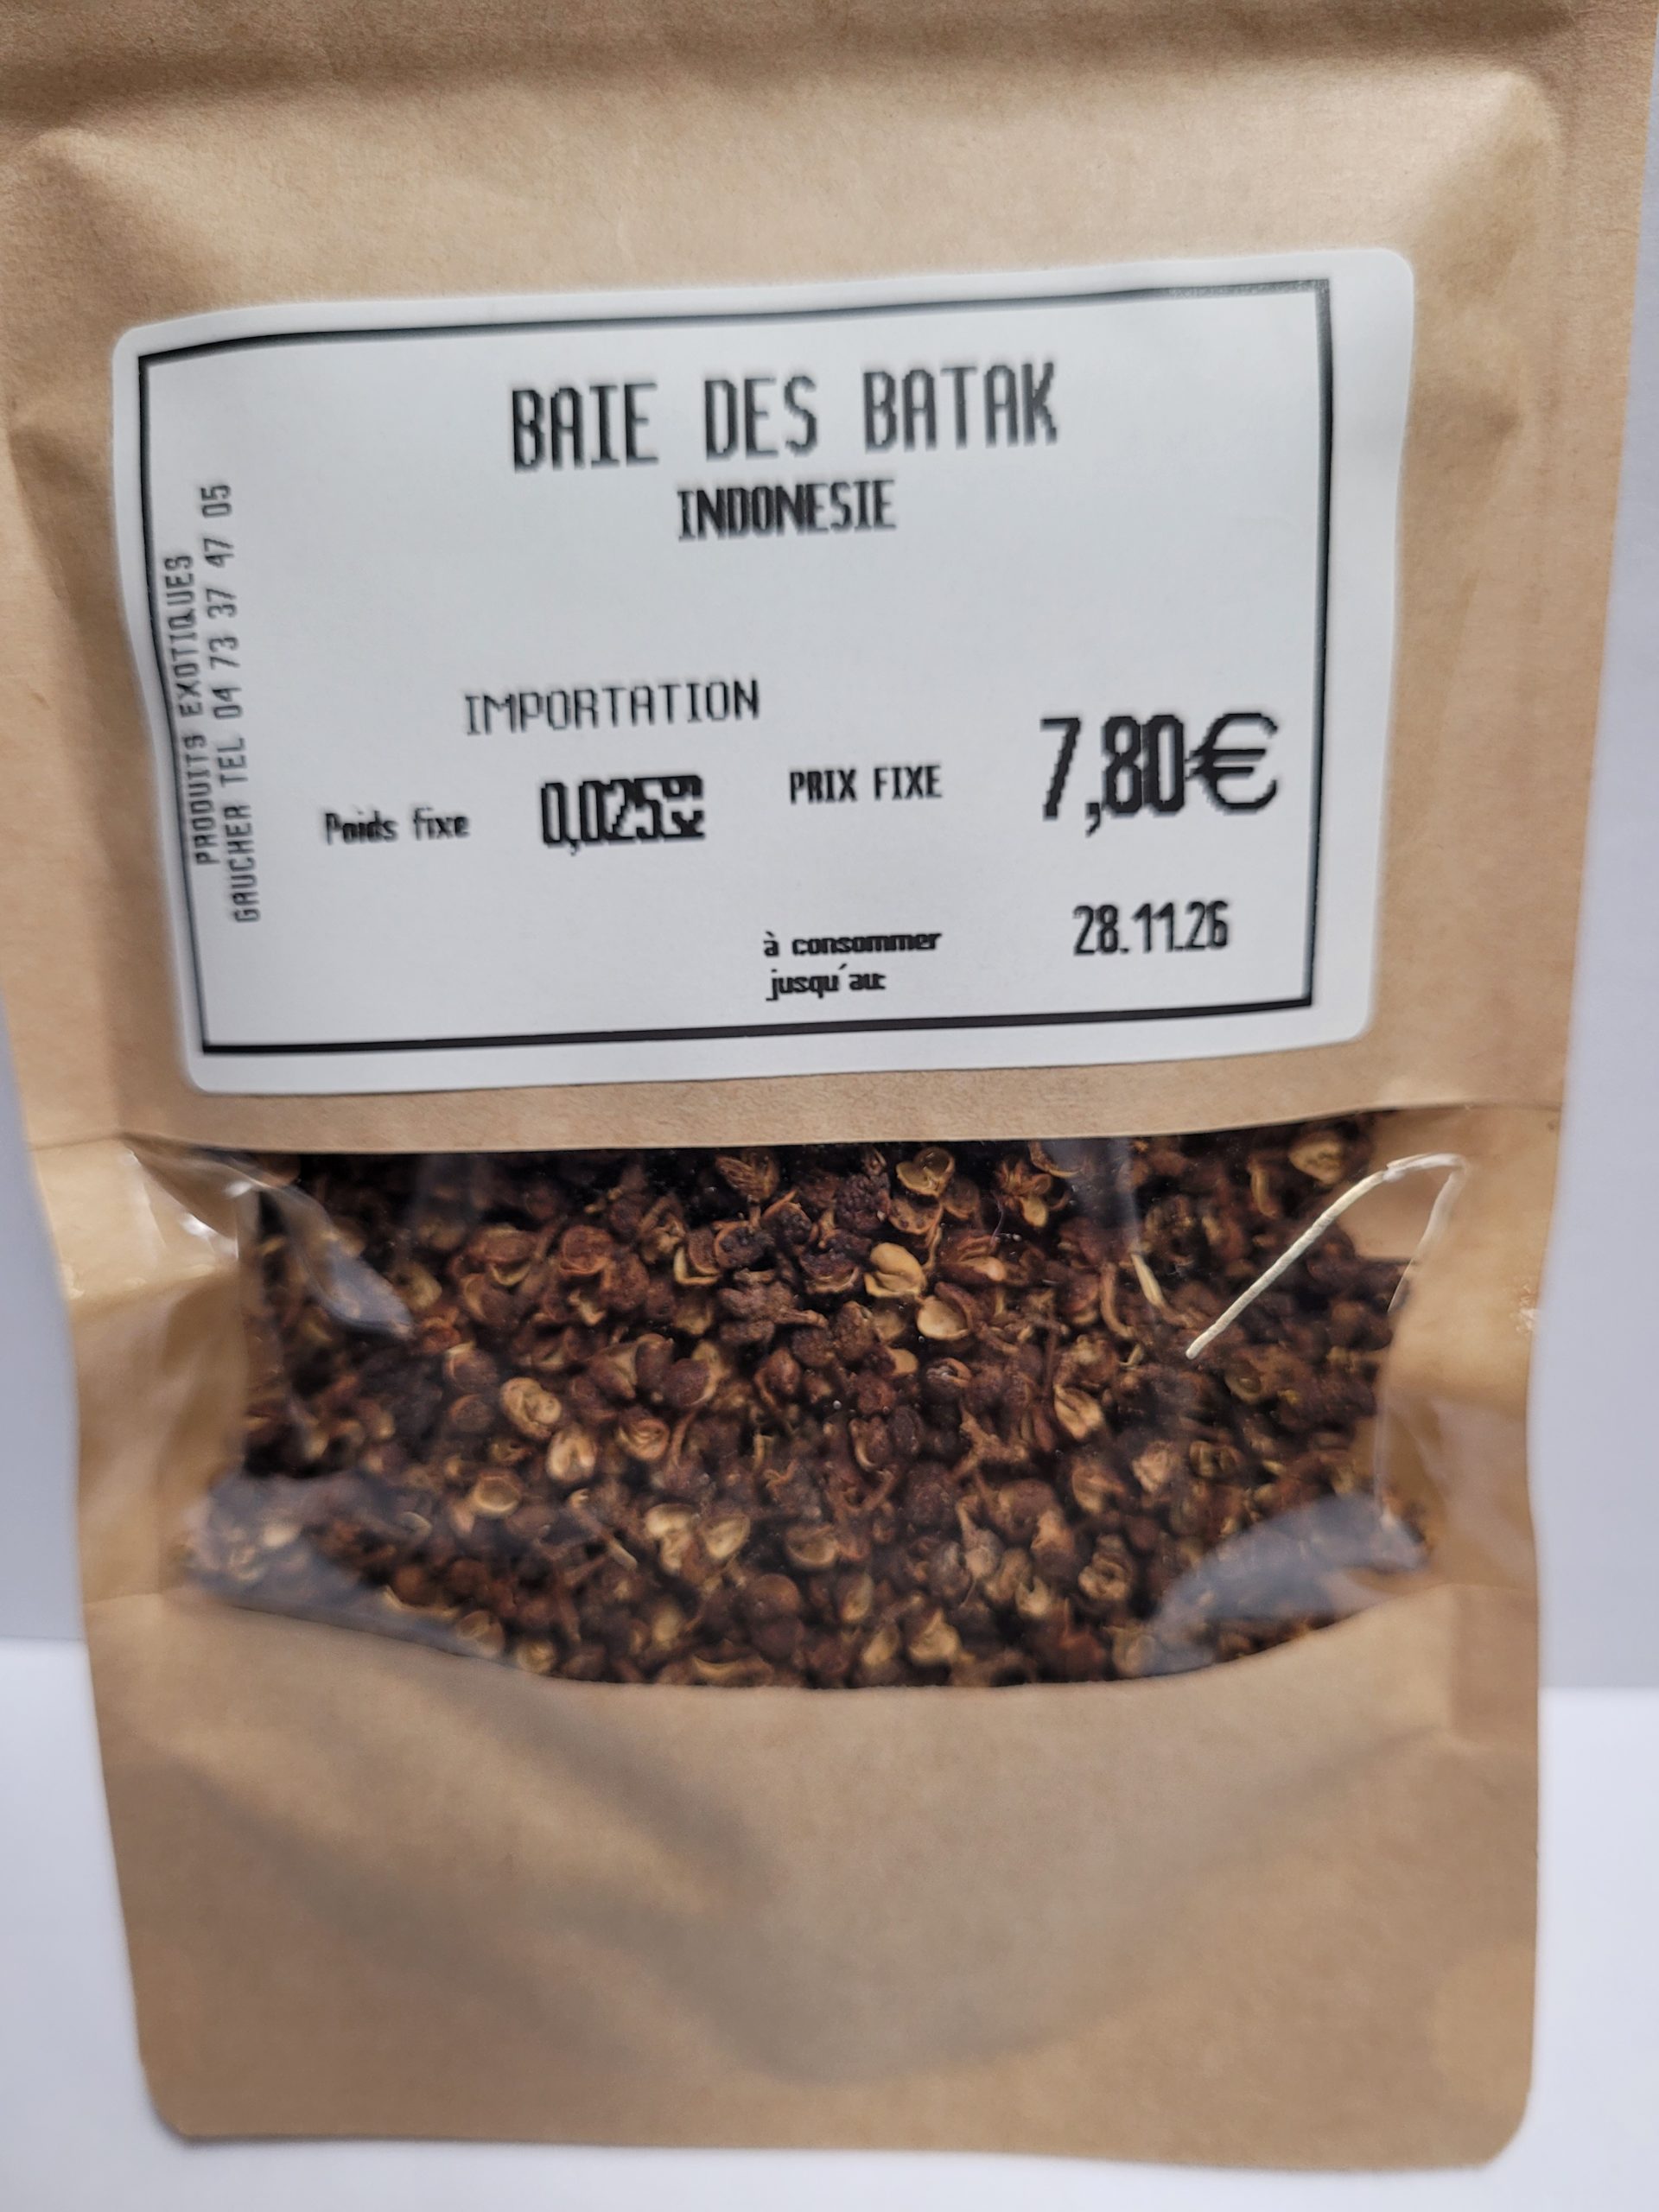 BAIE DES BATAK
INDONESIE
PRODUITS EXOTIQUES
GAUCHER TEL 04 73 37 47 05
IMPORTATION
Poids fixe 0,025kg PRIX FIXE 7,80€
à consommer 28.11.26
jusqu'au: